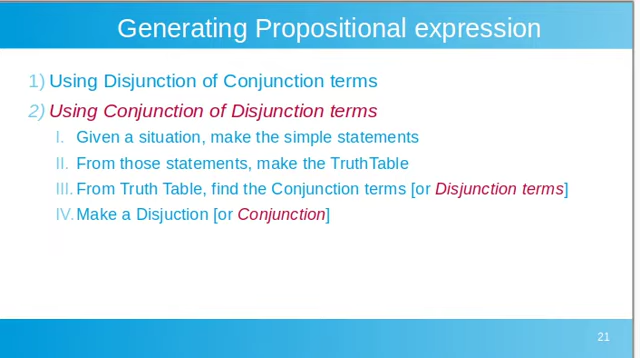 Generating Propositional expression
1) Using Disjunction of Conjunction terms
2) Using Conjunction of Disjunction terms
I. Given a situation, make the simple statements
II. From those statements, make the TruthTable
III. From Truth Table, find the Conjunction terms [or Disjunction terms]
IV. Make a Disjuction [or Conjunction]
21